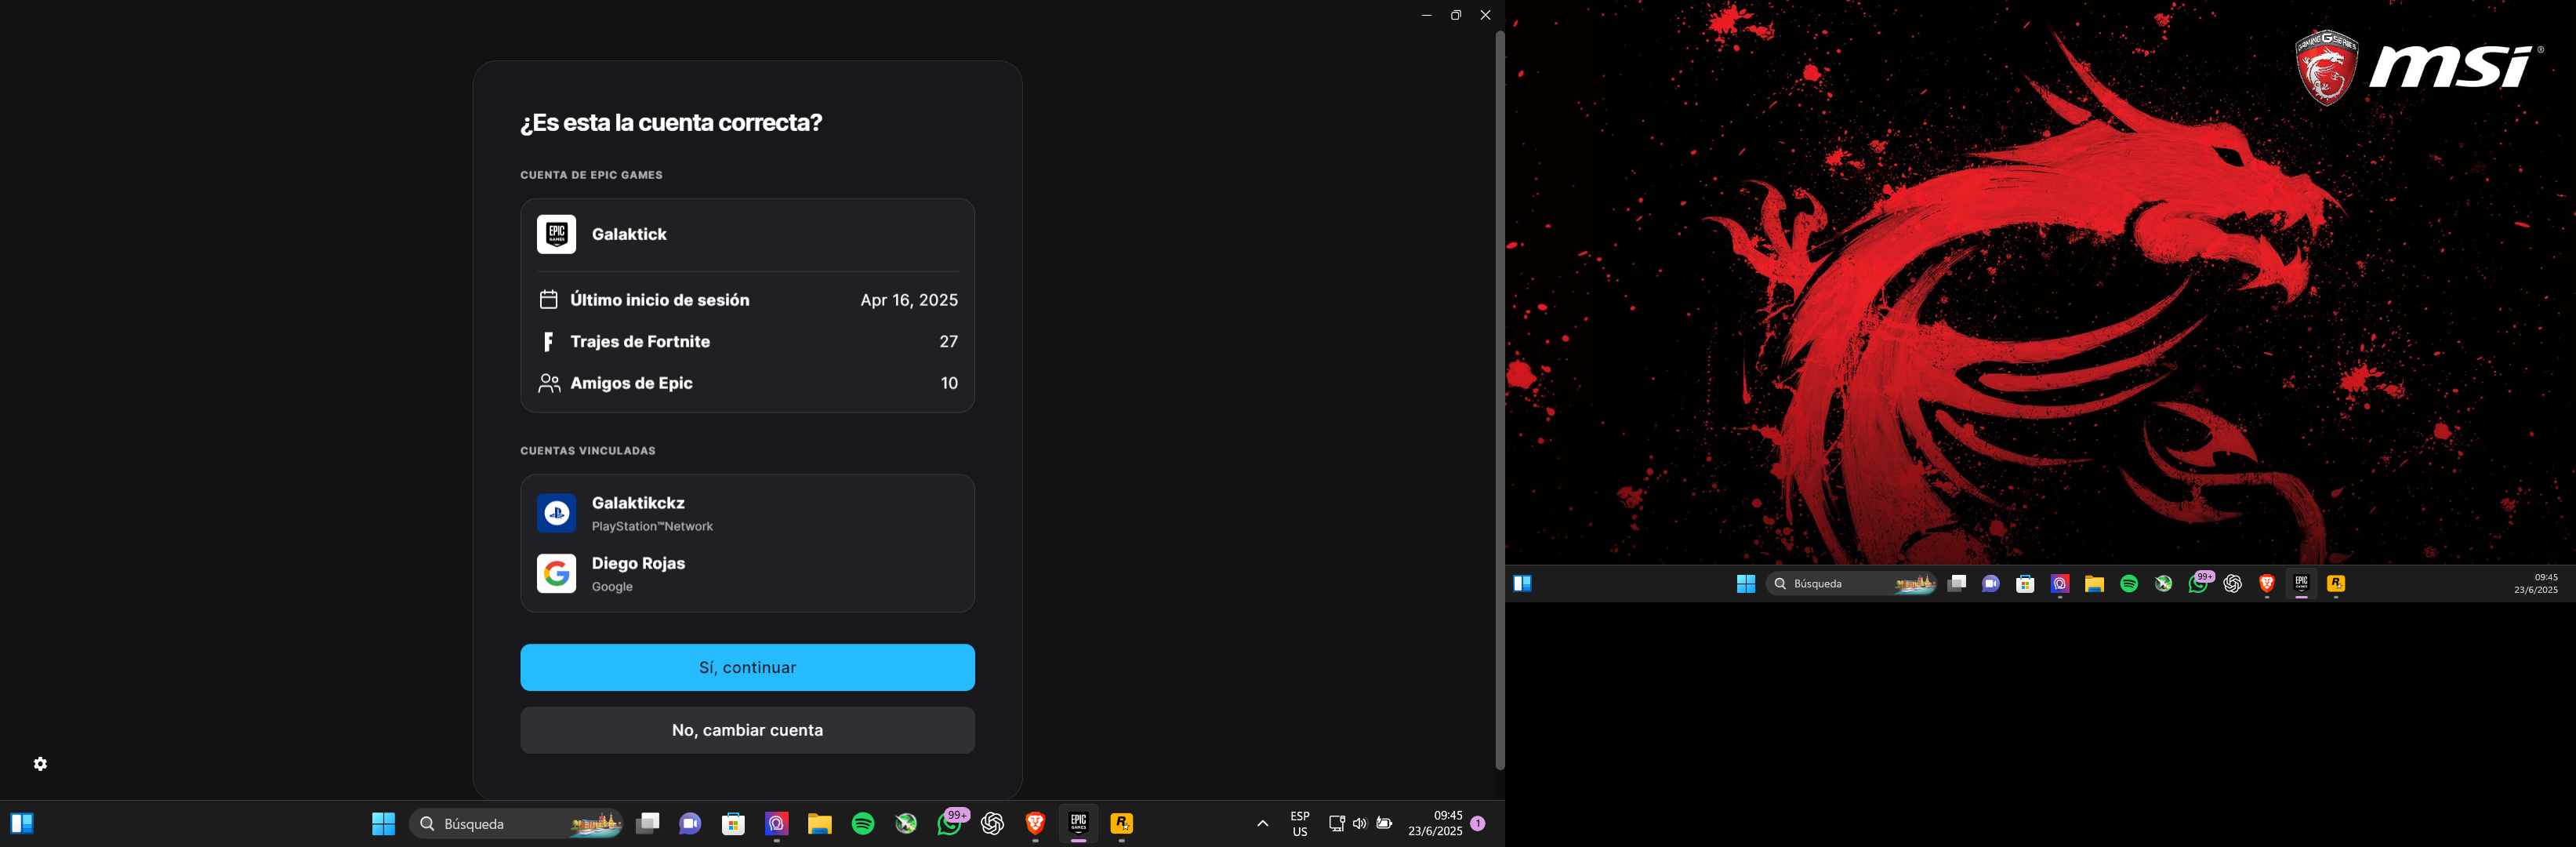 ¿Es esta la cuenta correcta?
CUENTA DE EPIC GAMES
EPIC
GAMES
Galaktick
Último inicio de sesión Apr 16, 2025
Trajes de Fortnite 27
Amigos de Epic 10
CUENTAS VINCULADAS
Galaktikckz
PlayStation™Network
Diego Rojas
Google
Sí, continuar
No, cambiar cuenta
Búsqueda
99+
EPIC
GAMES
R
ESP
US
09:45
23/6/2025
1
GAMING G SERIES
msi®
Búsqueda
99+
EPIC
GAMES
R
09:45
23/6/2025